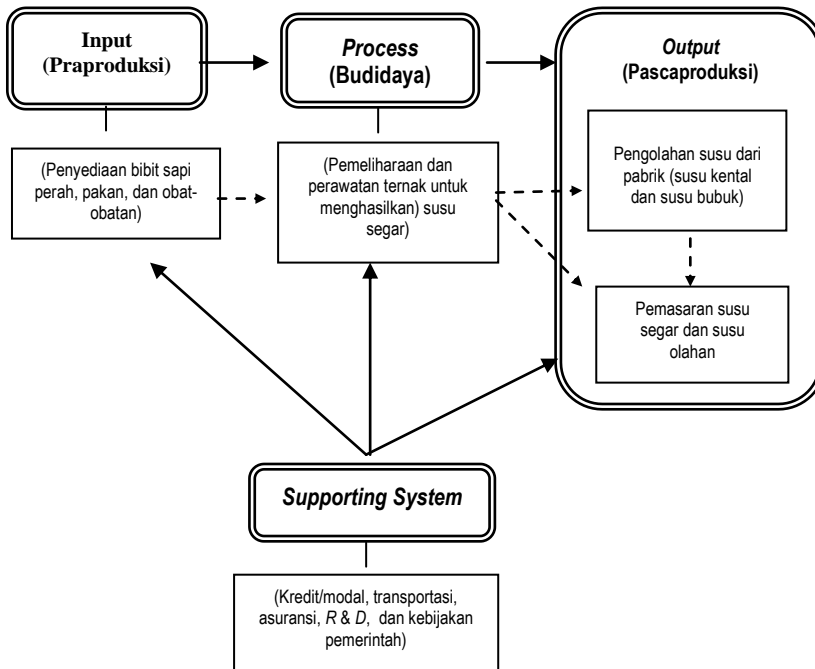 Input
(Praproduksi)
Process
(Budidaya)
Output
(Pascaproduksi)
(Penyediaan bibit sapi
perah, pakan, dan obat-
obatan)
(Pemeliharaan dan
perawatan ternak untuk
menghasilkan) susu
segar)
Pengolahan susu dari
pabrik (susu kental
dan susu bubuk)
Pemasaran susu
segar dan susu
olahan
Supporting System
(Kredit/modal, transportasi,
asuransi, R & D, dan kebijakan
pemerintah)